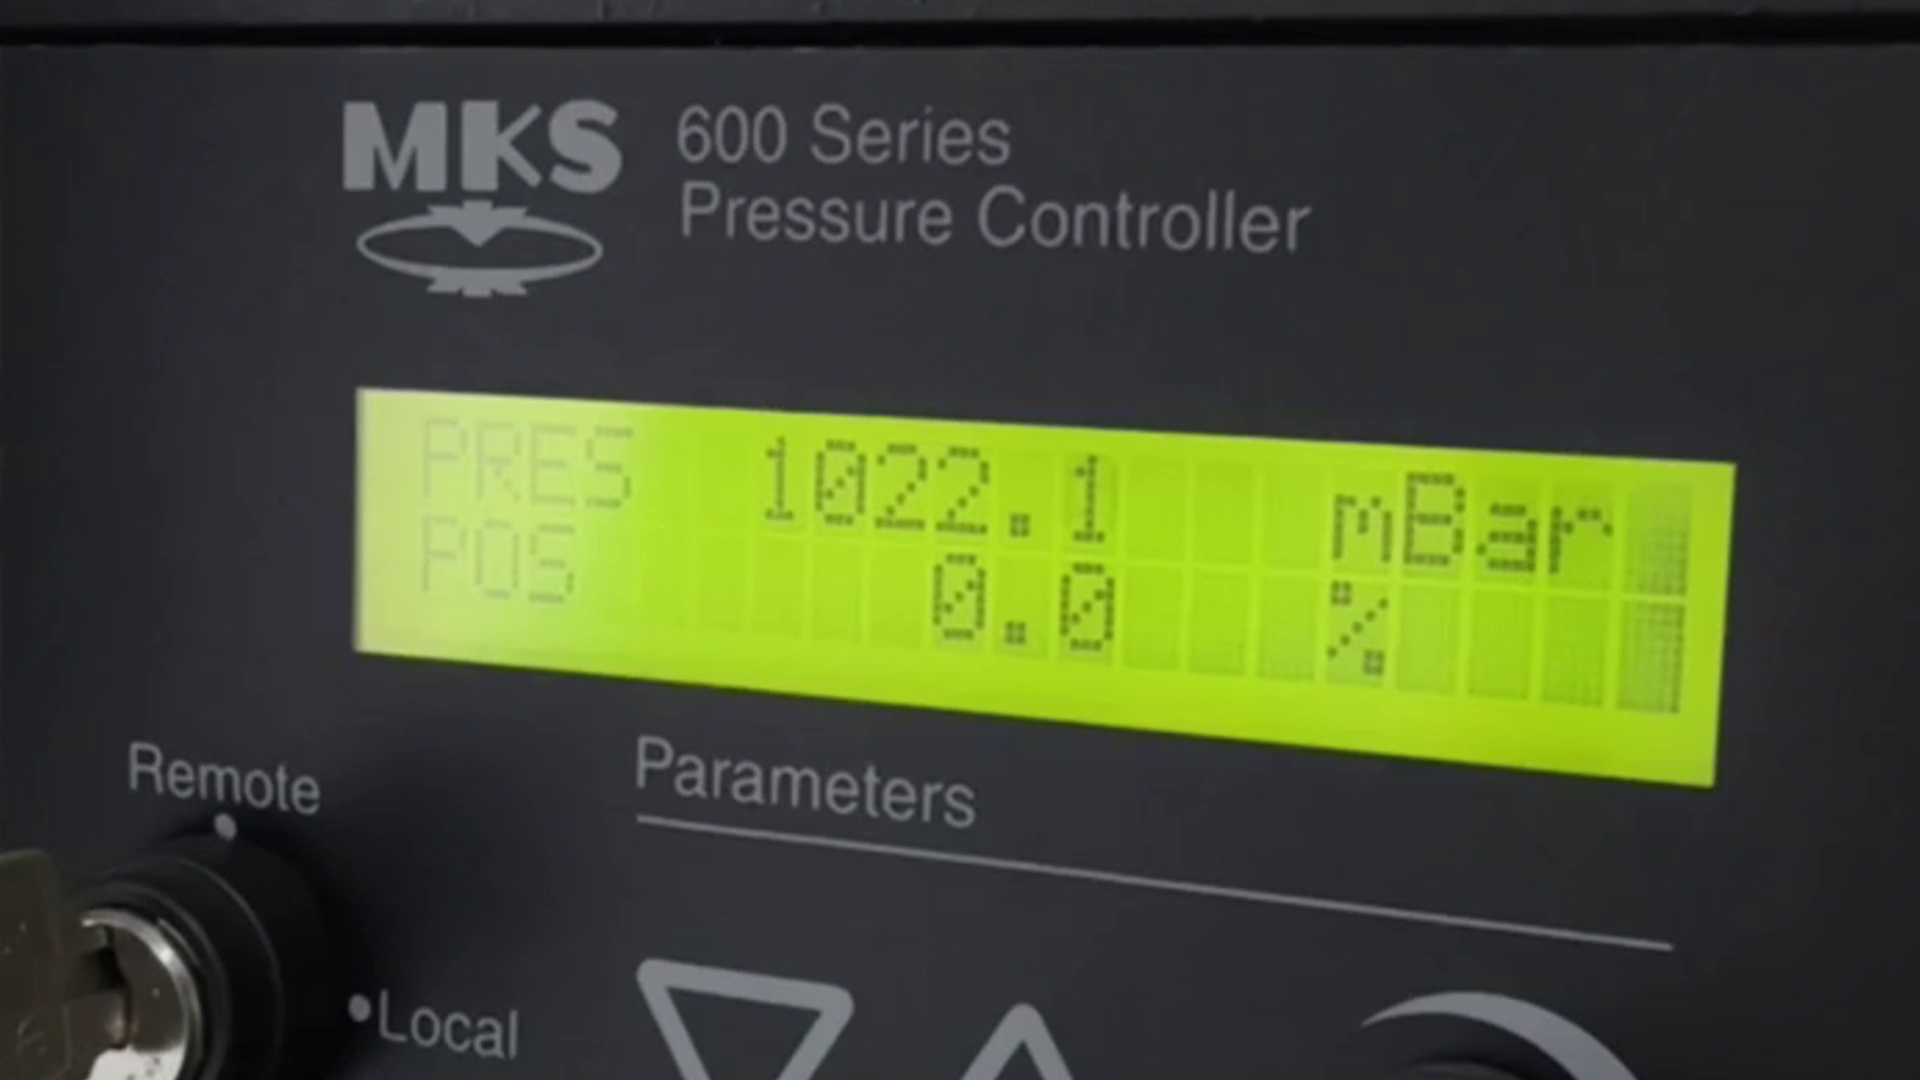 MKS
600 Series
Pressure Controller
PRES 1022.1 mBar
POS 0.0 %
Remote
Parameters
Local